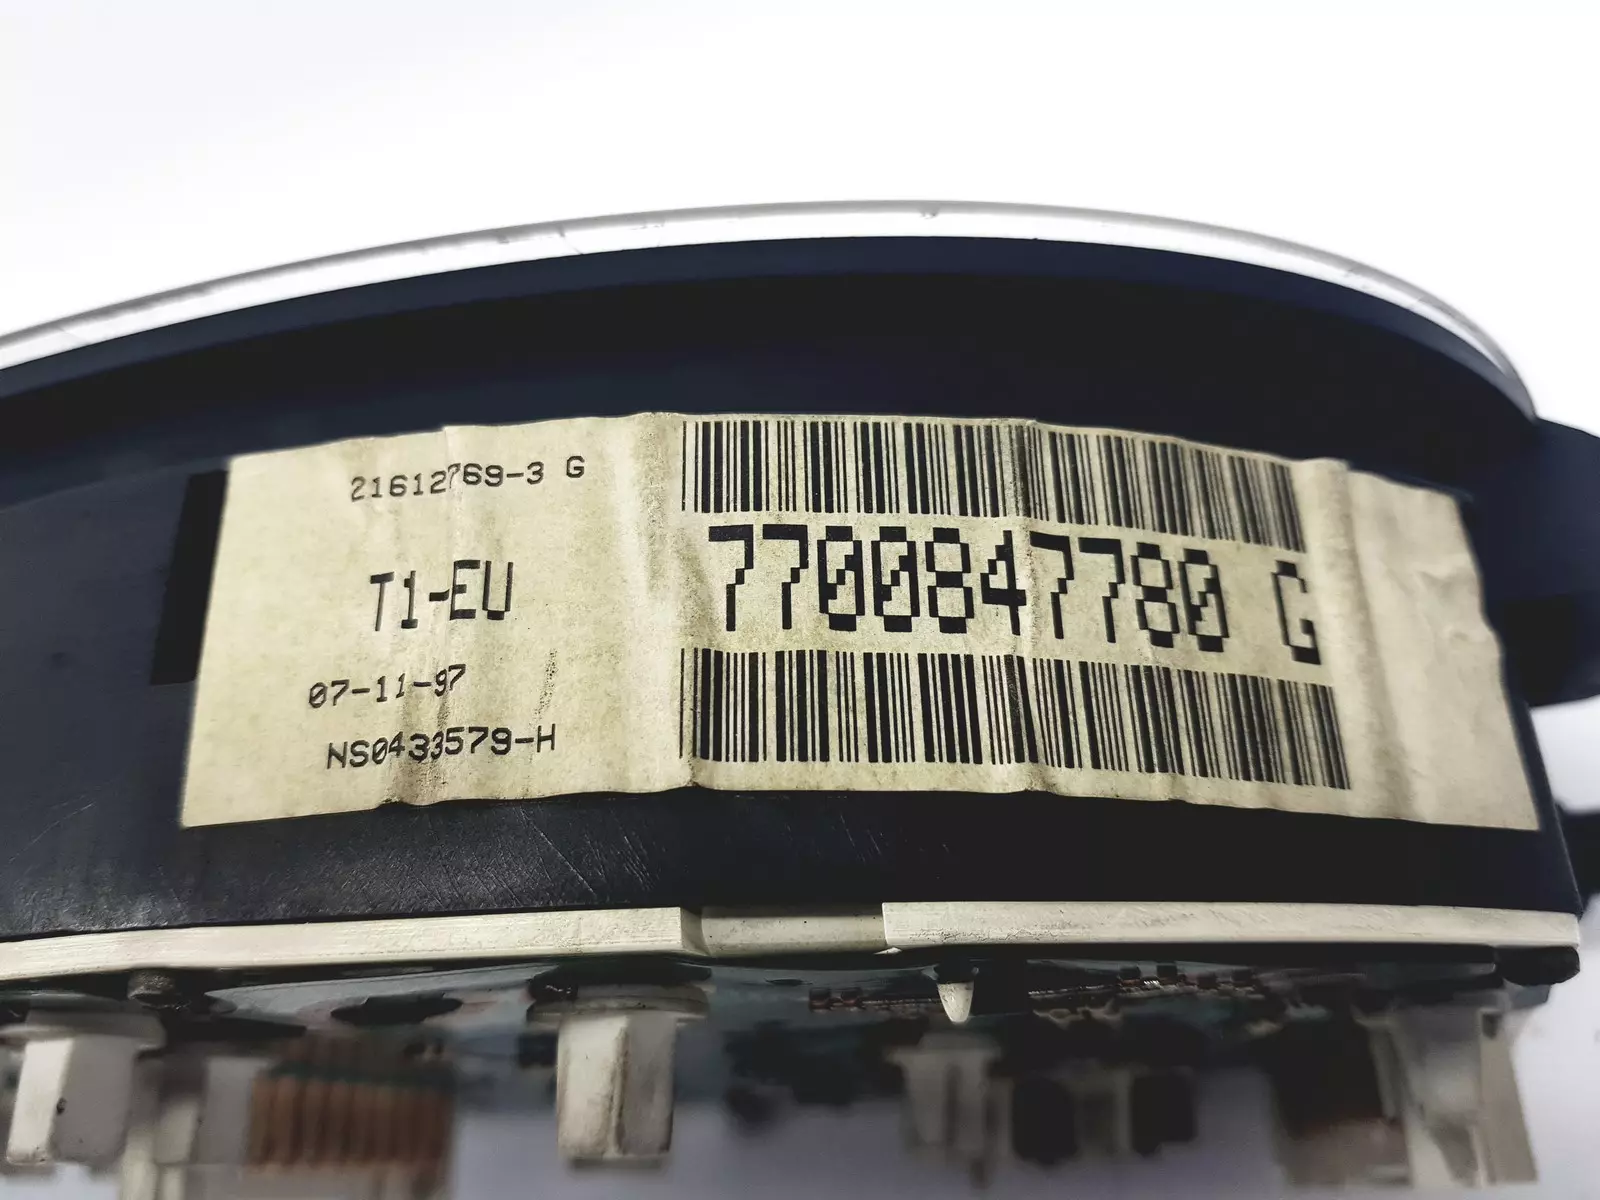 21612769-3 G
T1-EU
07-11-97
NS0433579-H
7700847780 G